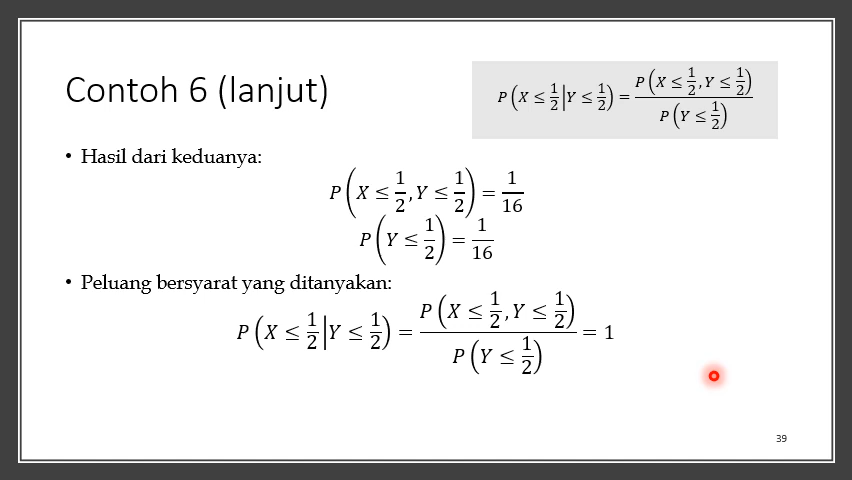 Contoh 6 (lanjut)
P(X ≤ 1/2 | Y ≤ 1/2) = P(X ≤ 1/2, Y ≤ 1/2) / P(Y ≤ 1/2)
• Hasil dari keduanya:
P(X ≤ 1/2, Y ≤ 1/2) = 1/16
P(Y ≤ 1/2) = 1/16
• Peluang bersyarat yang ditanyakan:
P(X ≤ 1/2 | Y ≤ 1/2) = P(X ≤ 1/2, Y ≤ 1/2) / P(Y ≤ 1/2) = 1
39